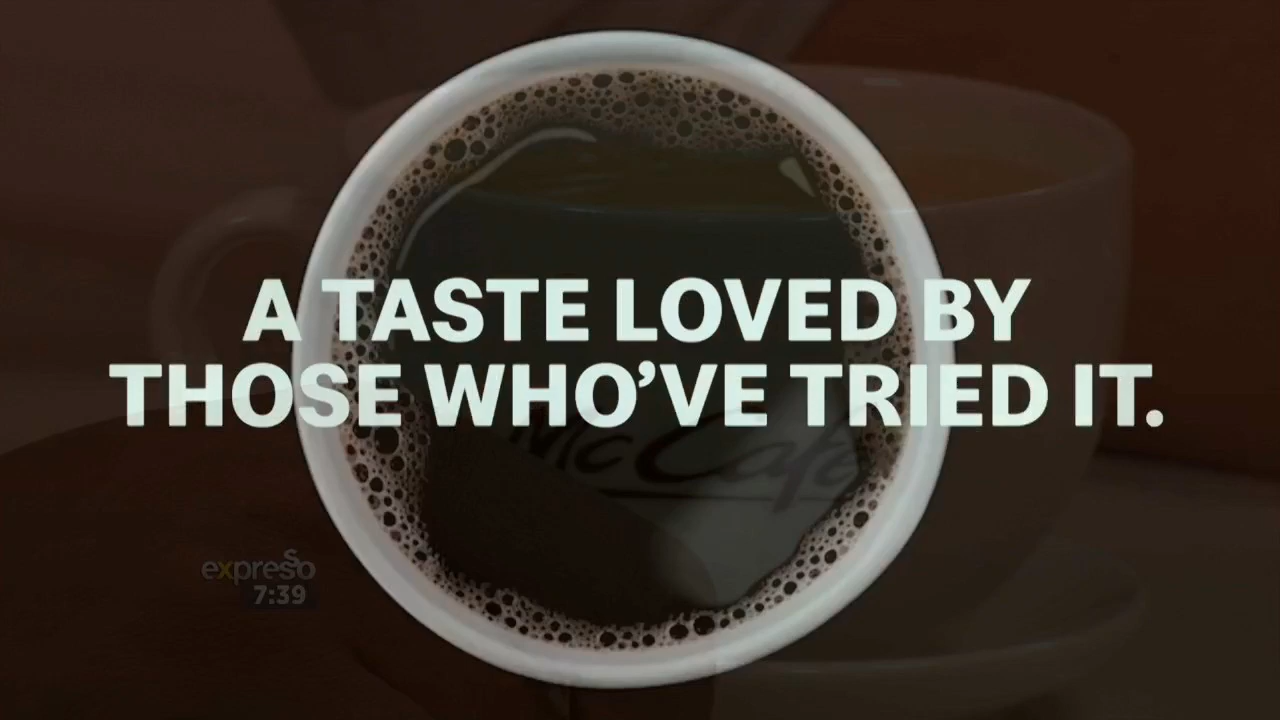 A TASTE LOVED BY
THOSE WHO’VE TRIED IT.
McCafé
expresso
7:39